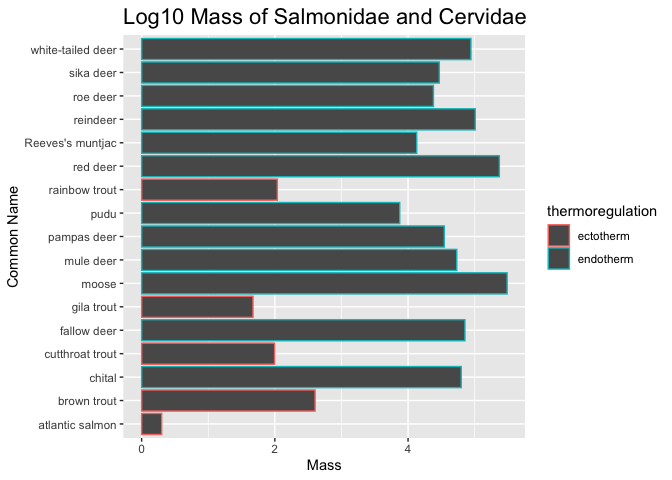 Log10 Mass of Salmonidae and Cervidae
Common Name
white-tailed deer
sika deer
roe deer
reindeer
Reeves's muntjac
red deer
rainbow trout
pudu
pampas deer
mule deer
moose
gila trout
fallow deer
cutthroat trout
chital
brown trout
atlantic salmon
0 2 4
Mass
thermoregulation
ectotherm
endotherm